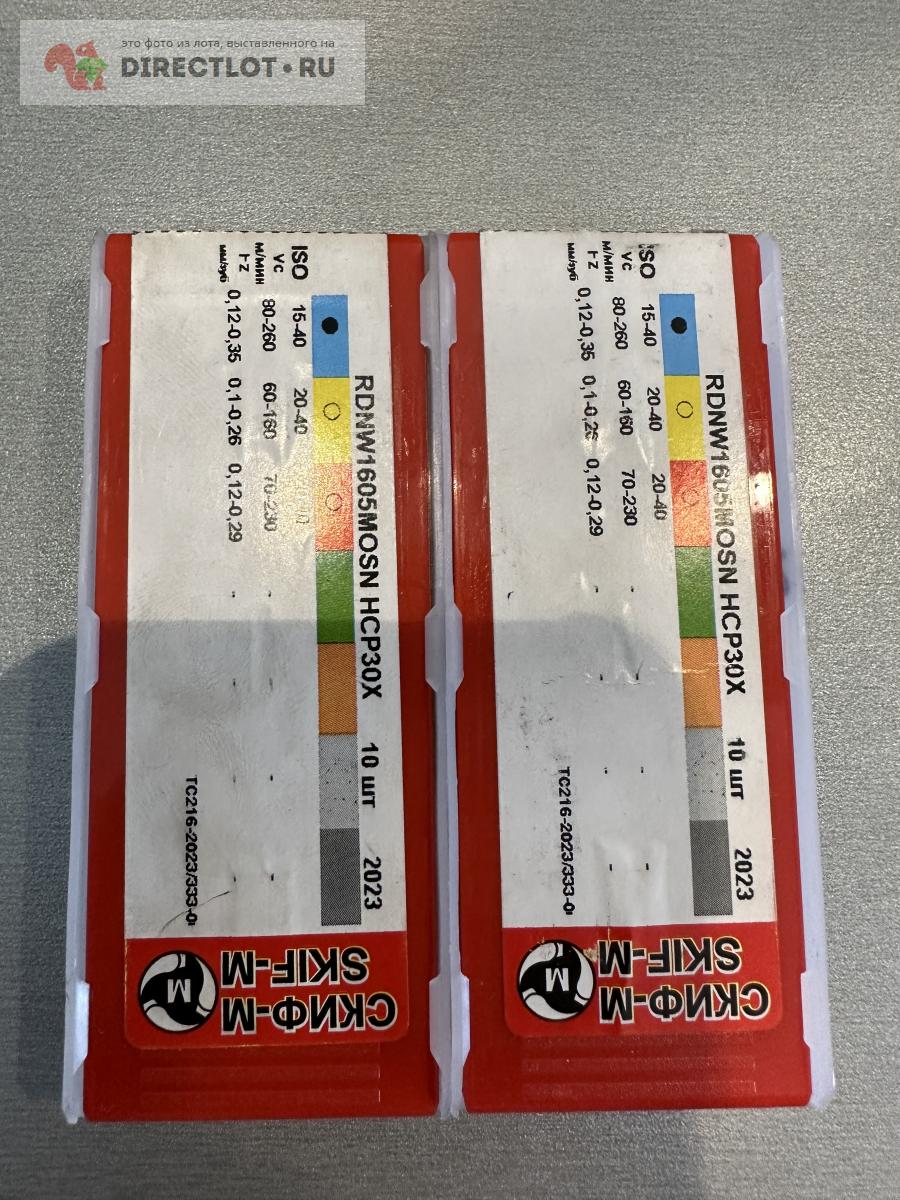 это фото из лота, выставленного на
DIRECTLOT • RU
RDNW1605MOSN HCP30X 10 шт 2023
ISO 15-40 20-40
Vc м/мин 80-260 60-160 70-230 - - - -
fz мм/зуб 0,12-0,35 0,1-0,26 0,12-0,29 - - - -
TC216-2023/333-0
СКИФ-М
SKIF-M
M
RDNW1605MOSN HCP30X 10 шт 2023
ISO 15-40 20-40 20-40
Vc м/мин 80-260 60-160 70-230 - - - -
fz мм/зуб 0,12-0,35 0,1-0,26 0,12-0,29 - - - -
TC216-2023/333-0
СКИФ-М
SKIF-M
M